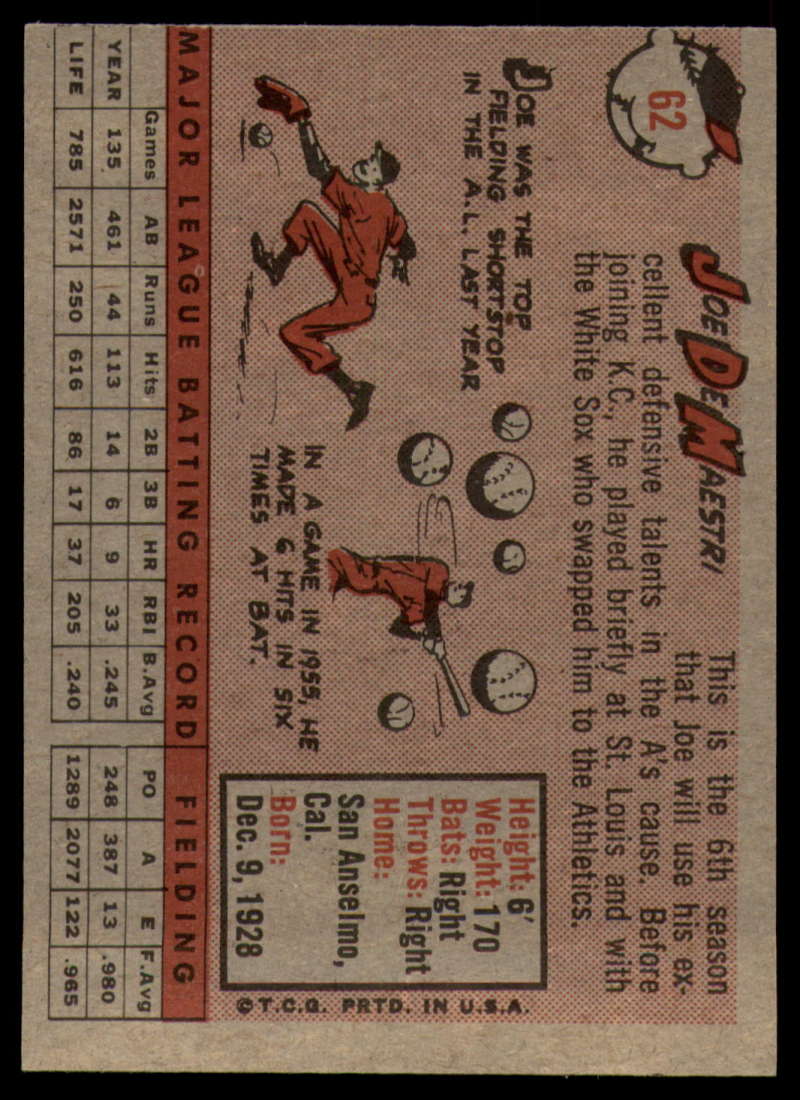 62
JOE DEMAESTRI
This is the 6th season
that Joe will use his ex-
cellent defensive talents in the A's cause. Before
joining K.C., he played briefly at St. Louis and with
the White Sox who swapped him to the Athletics.
JOE WAS THE TOP
FIELDING SHORTSTOP
IN THE A.L. LAST YEAR
IN A GAME IN 1955, HE
MADE 6 HITS IN SIX
TIMES AT BAT.
Height: 6'
Weight: 170
Bats: Right
Throws: Right
Home:
San Anselmo,
Cal.
Born:
Dec. 9, 1928
©T.C.G. PRTD. IN U.S.A.
MAJOR LEAGUE BATTING RECORD FIELDING
Games AB Runs Hits 2B 3B HR RBI B.Avg PO A E F.Avg
YEAR 135 461 44 113 14 6 9 33 .245 248 387 13 .980
LIFE 785 2571 250 616 86 17 37 205 .240 1289 2077 122 .965